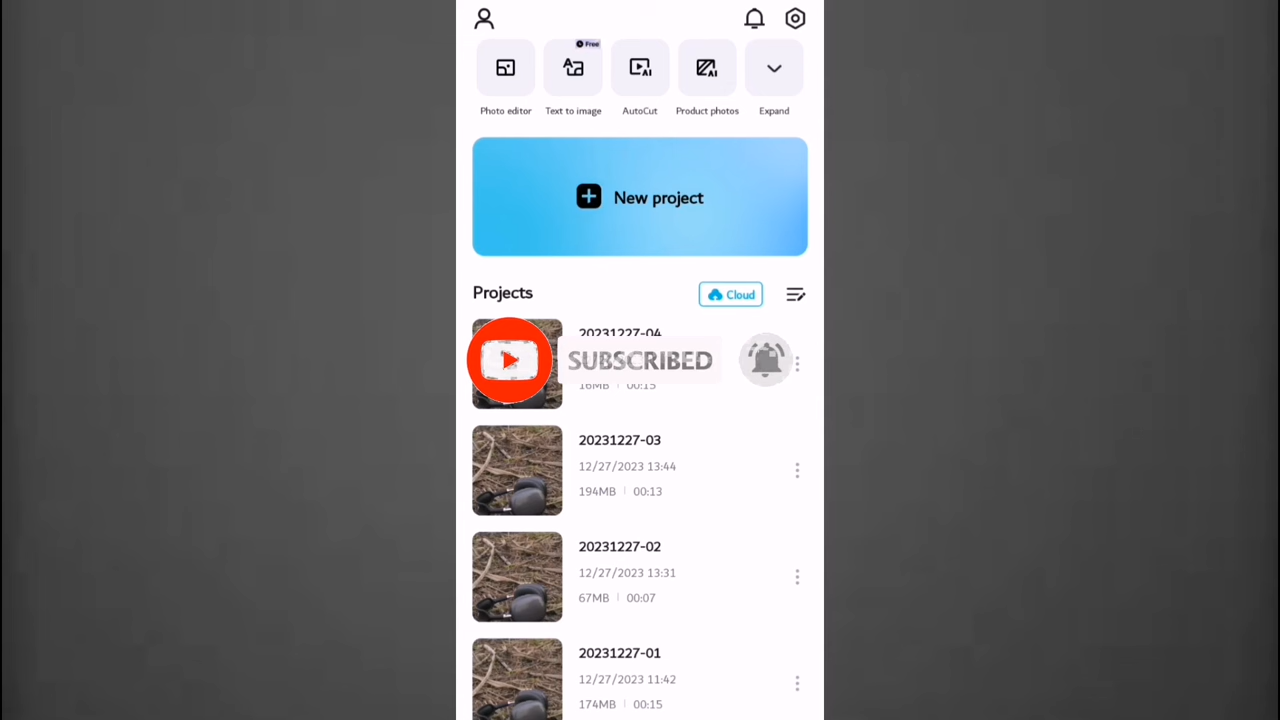 Free
Photo editor
Text to image
AutoCut
Product photos
Expand
New project
Projects
Cloud
20231227-04
SUBSCRIBED
16MB 00:15
20231227-03
12/27/2023 13:44
194MB 00:13
20231227-02
12/27/2023 13:31
67MB 00:07
20231227-01
12/27/2023 11:42
174MB 00:15